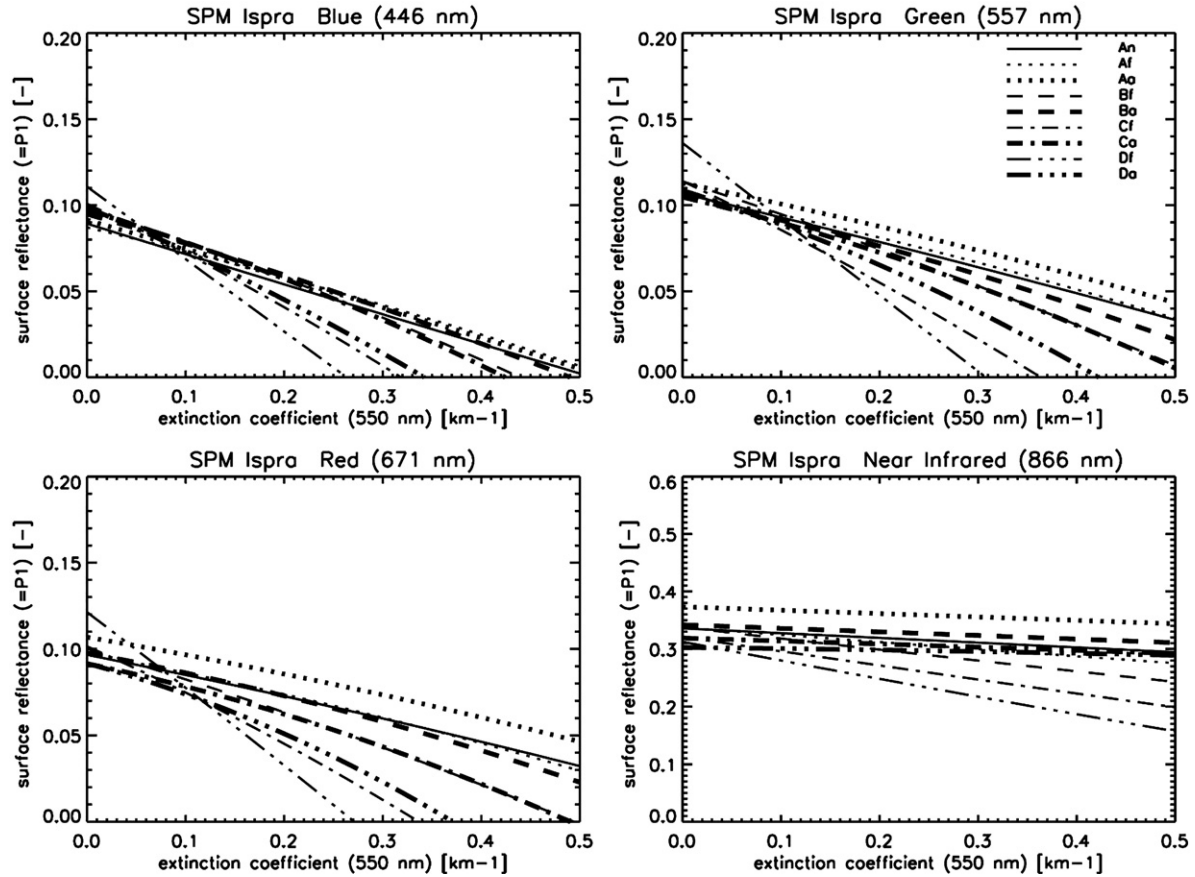 SPM Ispra Blue (446 nm)
surface reflectance (=P1) [-]
0.20
0.15
0.10
0.05
0.00
0.0 0.1 0.2 0.3 0.4 0.5
extinction coefficient (550 nm) [km-1]
SPM Ispra Green (557 nm)
An
Af
Aa
Bf
Ba
Cf
Ca
Df
Da
surface reflectance (=P1) [-]
0.20
0.15
0.10
0.05
0.00
0.0 0.1 0.2 0.3 0.4 0.5
extinction coefficient (550 nm) [km-1]
SPM Ispra Red (671 nm)
surface reflectance (=P1) [-]
0.20
0.15
0.10
0.05
0.00
0.0 0.1 0.2 0.3 0.4 0.5
extinction coefficient (550 nm) [km-1]
SPM Ispra Near Infrared (866 nm)
surface reflectance (=P1) [-]
0.6
0.5
0.4
0.3
0.2
0.1
0.0
0.0 0.1 0.2 0.3 0.4 0.5
extinction coefficient (550 nm) [km-1]